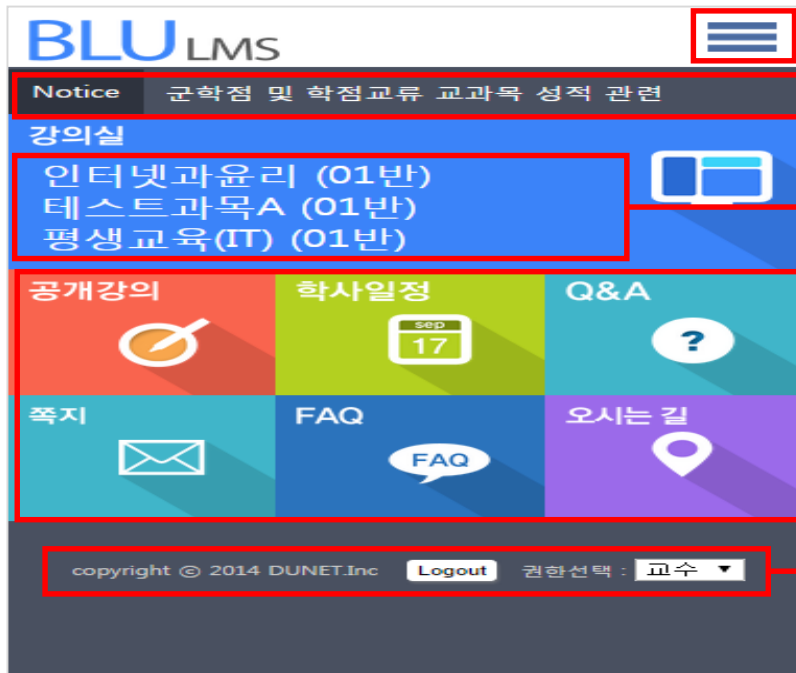 BLU LMS
Notice 군학점 및 학점교류 교과목 성적 관련
강의실
인터넷과윤리 (01반)
테스트과목A (01반)
평생교육(IT) (01반)
공개강의 학사일정 Q&A
sep
17
?
쪽지 FAQ 오시는 길
FAQ
copyright © 2014 DUNET.Inc Logout 권한선택 : 교수 ▼